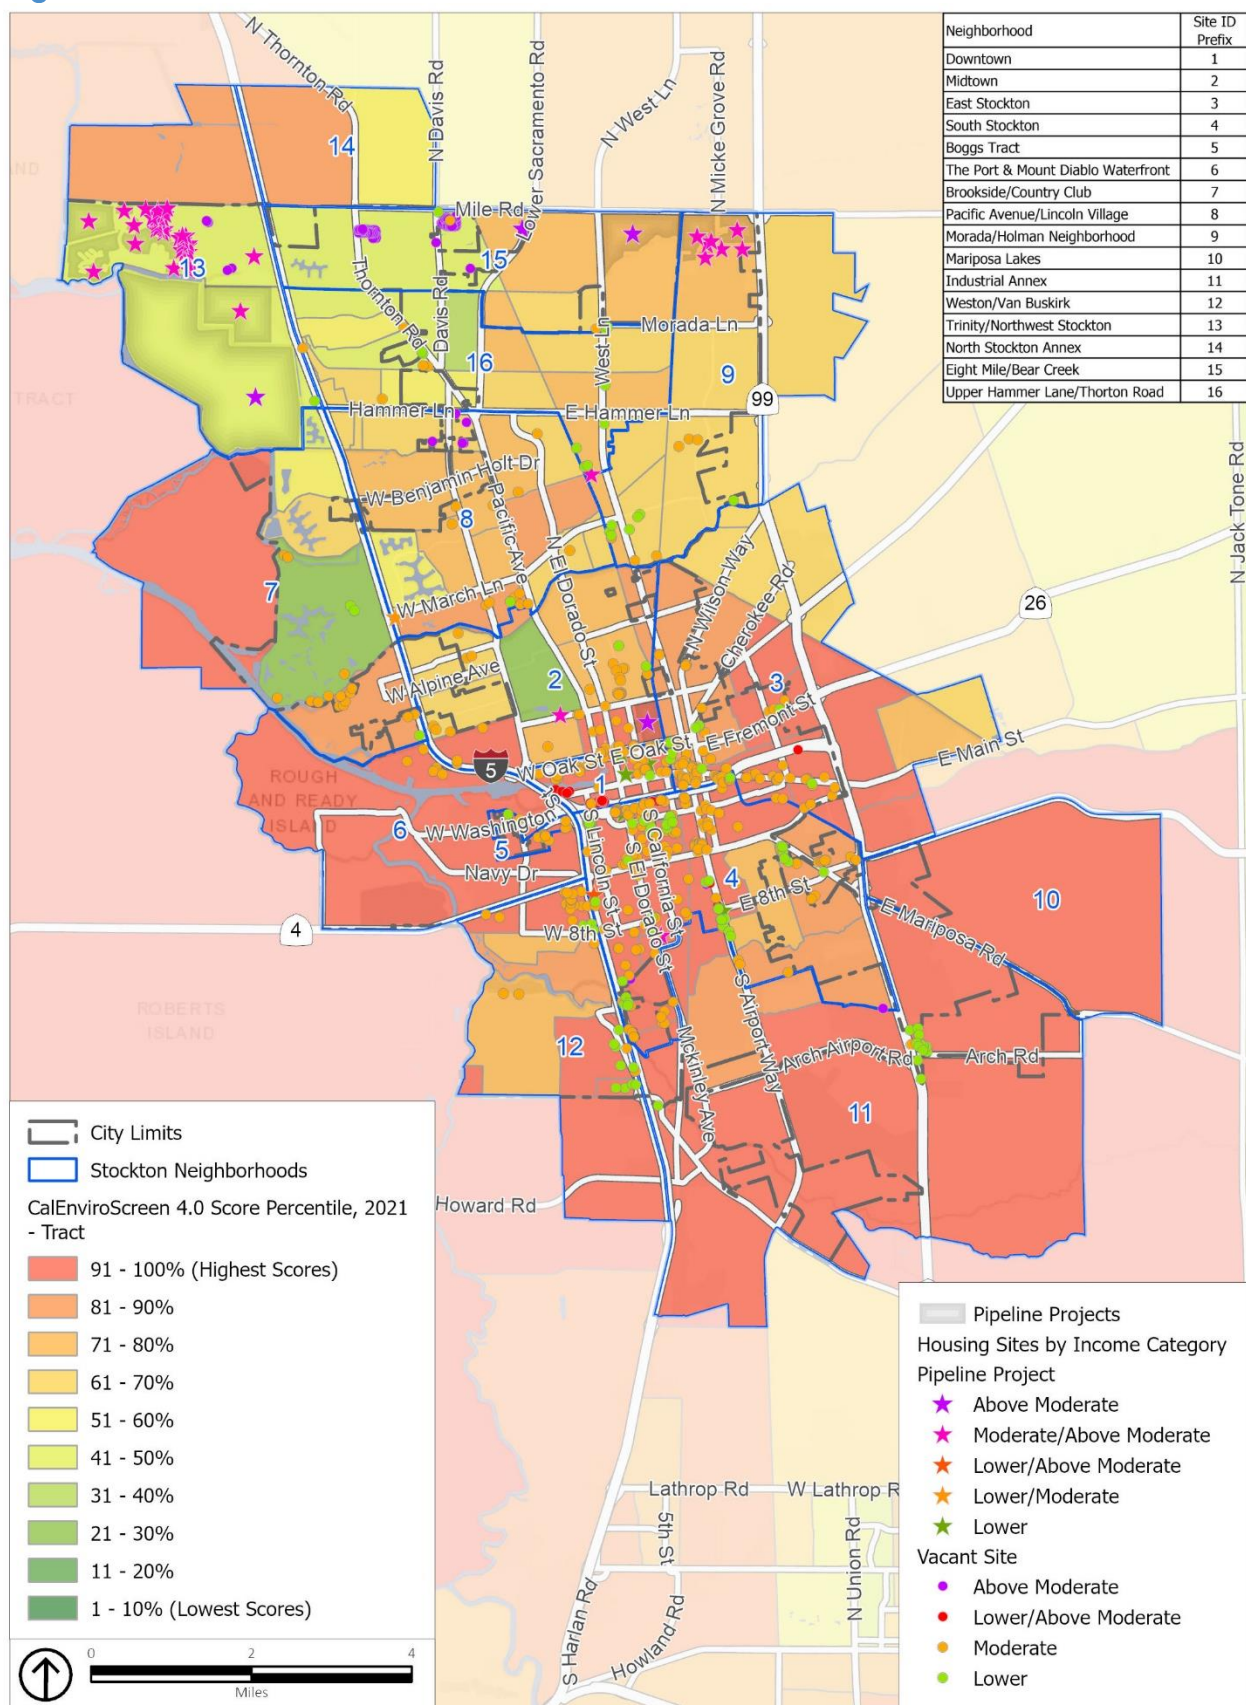 Neighborhood Site ID Prefix
Downtown 1
Midtown 2
East Stockton 3
South Stockton 4
Boggs Tract 5
The Port & Mount Diablo Waterfront 6
Brookside/Country Club 7
Pacific Avenue/Lincoln Village 8
Morada/Holman Neighborhood 9
Mariposa Lakes 10
Industrial Annex 11
Weston/Van Buskirk 12
Trinity/Northwest Stockton 13
North Stockton Annex 14
Eight Mile/Bear Creek 15
Upper Hammer Lane/Thorton Road 16
N Thornton Rd
N Davis Rd
Lower Sacramento Rd
N West Ln
N Micke Grove Rd
14
Mile Rd
13
15
Thornton Rd
Davis Rd
West Ln
Morada Ln
16
9
99
TRACT
Hammer Ln
E Hammer Ln
W Benjamin Holt Dr
Pacific Ave
8
N El Dorado St
N Wilson Way
N Jack Tone Rd
7
W March Ln
Cherokee Rd
26
W Alpine Ave
2
3
E Fremont St
E Main St
W Oak St
E Oak St
5
ROUGH
AND READY
ISLAND
1
6
W Washington St
5
Navy Dr
S Lincoln St
S El Dorado St
S California St
4
E 8th St
10
4
W 8th St
E Mariposa Rd
ROBERTS
ISLAND
S Airport Way
12
Mckinley Ave
Arch Airport Rd
Arch Rd
11
Howard Rd
City Limits
Stockton Neighborhoods
CalEnviroScreen 4.0 Score Percentile, 2021
- Tract
91 - 100% (Highest Scores)
81 - 90%
71 - 80%
61 - 70%
51 - 60%
41 - 50%
31 - 40%
21 - 30%
11 - 20%
1 - 10% (Lowest Scores)
0 2 4
Miles
Lathrop Rd
W Lathrop R
5th St
N Union Rd
S Harlan Rd
Howland Rd
Pipeline Projects
Housing Sites by Income Category
Pipeline Project
Above Moderate
Moderate/Above Moderate
Lower/Above Moderate
Lower/Moderate
Lower
Vacant Site
Above Moderate
Lower/Above Moderate
Moderate
Lower